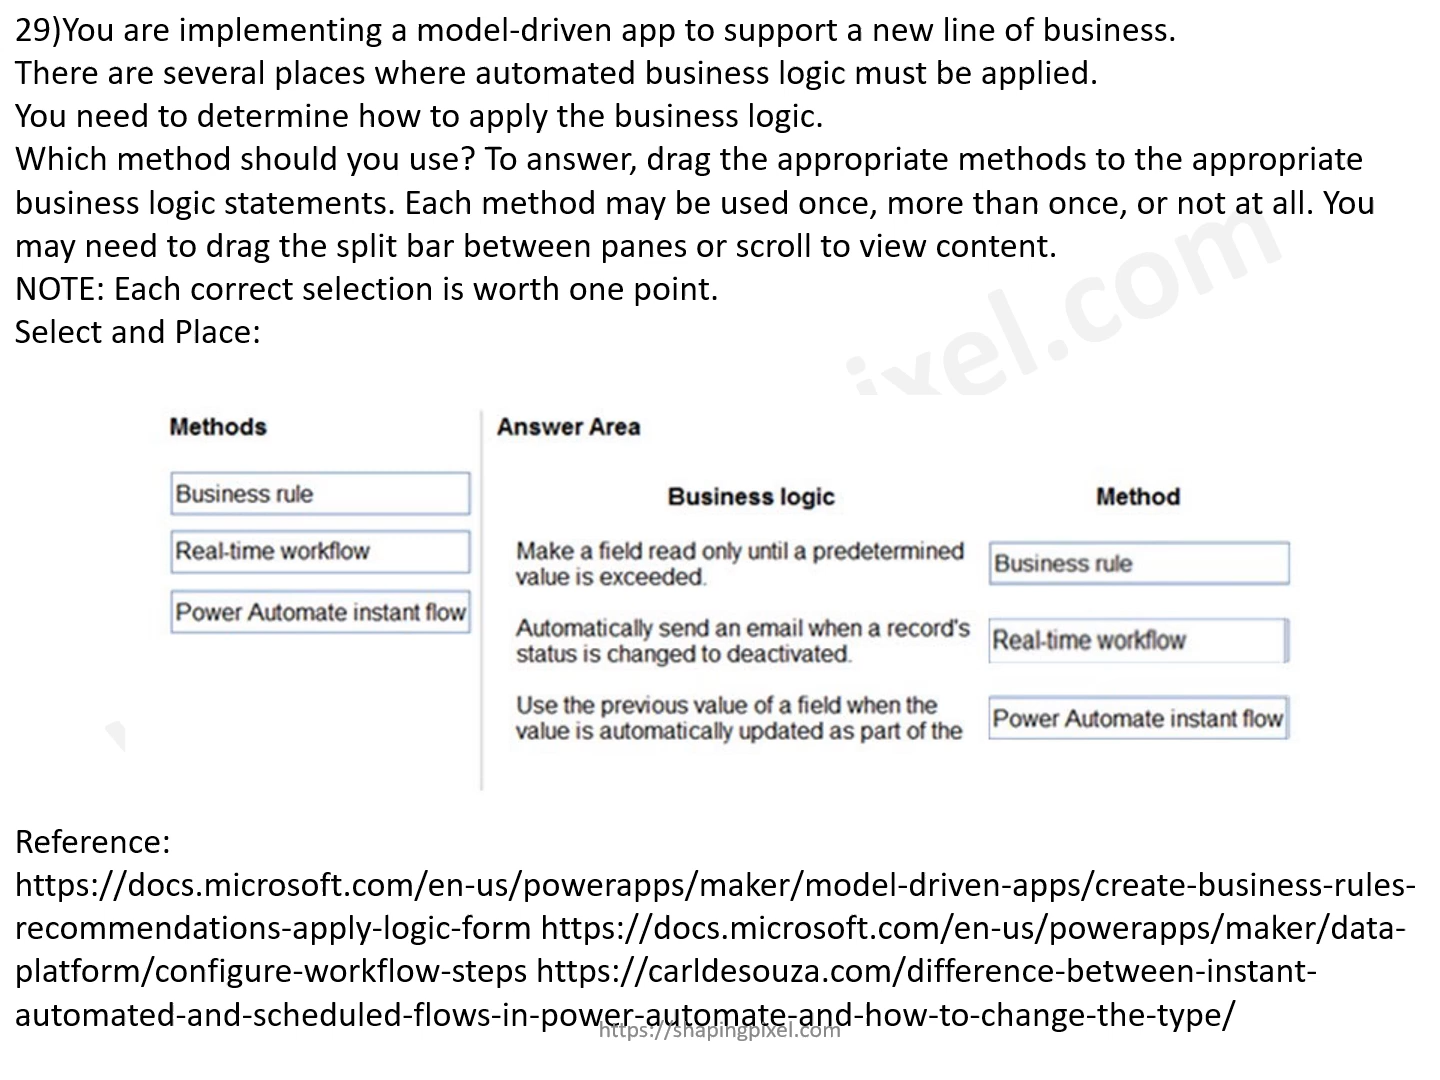 29)You are implementing a model-driven app to support a new line of business.
There are several places where automated business logic must be applied.
You need to determine how to apply the business logic.
Which method should you use? To answer, drag the appropriate methods to the appropriate
business logic statements. Each method may be used once, more than once, or not at all. You
may need to drag the split bar between panes or scroll to view content.
NOTE: Each correct selection is worth one point.
Select and Place:
ixel.com
Methods
Business rule
Real-time workflow
Power Automate instant flow
Answer Area
Business logic
Method
Make a field read only until a predetermined
value is exceeded.
Business rule
Automatically send an email when a record's
status is changed to deactivated.
Real-time workflow
Use the previous value of a field when the
value is automatically updated as part of the
Power Automate instant flow
Reference:
https://docs.microsoft.com/en-us/powerapps/maker/model-driven-apps/create-business-rules-
recommendations-apply-logic-form https://docs.microsoft.com/en-us/powerapps/maker/data-
platform/configure-workflow-steps https://carldesouza.com/difference-between-instant-
automated-and-scheduled-flows-in-power-automate-and-how-to-change-the-type/
https://shapingpixel.com